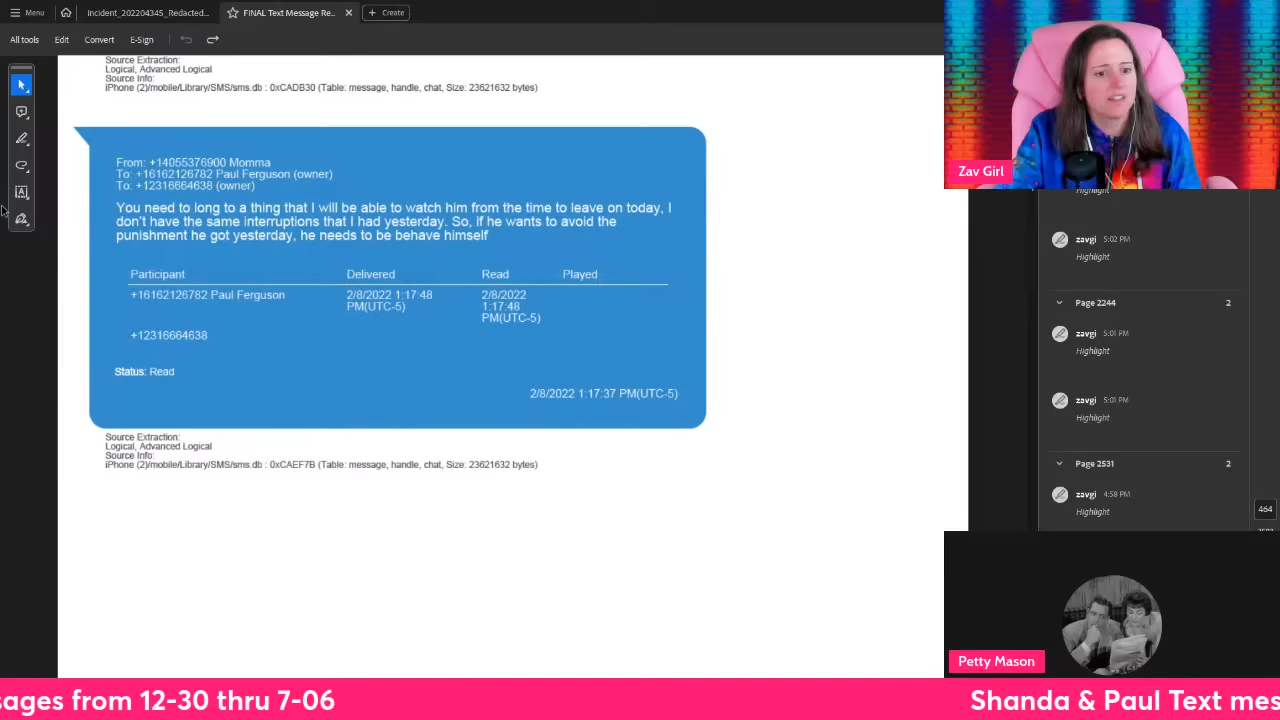 Menu
Incident_202204345_Redacted...
FINAL Text Message Re...
Create
All tools
Edit
Convert
E-Sign
Source Extraction:
Logical, Advanced Logical
Source Info:
iPhone (2)/mobile/Library/SMS/sms.db : 0xCADB30 (Table: message, handle, chat, Size: 23621632 bytes)
From: +14055376900 Momma
To: +16162126782 Paul Ferguson (owner)
To: +12316664638 (owner)
You need to long to a thing that I will be able to watch him from the time to leave on today, I
don't have the same interruptions that I had yesterday. So, if he wants to avoid the
punishment he got yesterday, he needs to be behave himself
Participant Delivered Read Played
+16162126782 Paul Ferguson 2/8/2022 1:17:48 2/8/2022
PM(UTC-5) 1:17:48
PM(UTC-5)
+12316664638
Status: Read
2/8/2022 1:17:37 PM(UTC-5)
Source Extraction:
Logical, Advanced Logical
Source Info:
iPhone (2)/mobile/Library/SMS/sms.db : 0xCAEF7B (Table: message, handle, chat, Size: 23621632 bytes)
Zav Girl
Highlight
zavgi 5:02 PM
Highlight
Page 2244 2
zavgi 5:01 PM
Highlight
zavgi 5:01 PM
Highlight
Page 2531 2
zavgi 4:58 PM
Highlight
464
Petty Mason
sages from 12-30 thru 7-06
Shanda & Paul Text mes